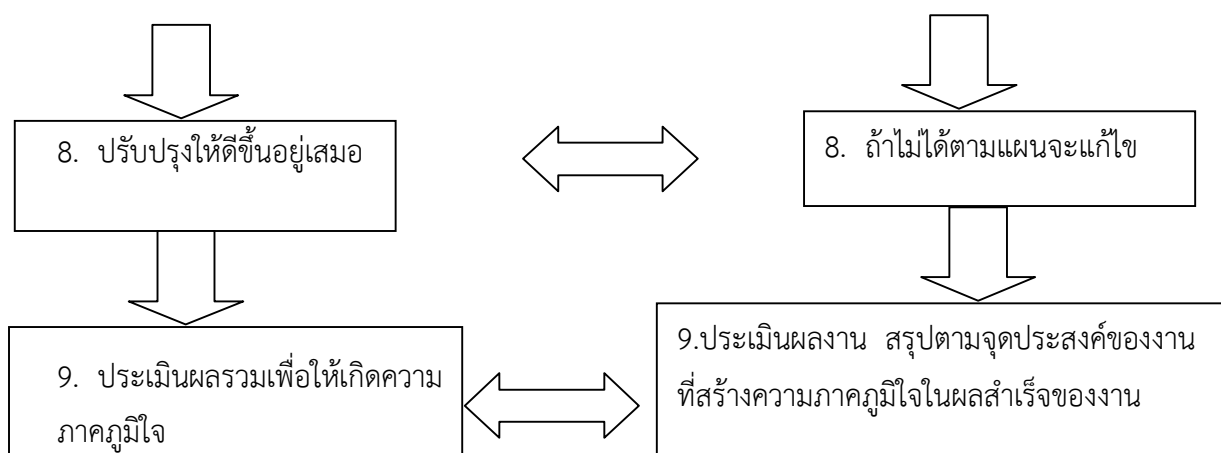 8. ปรับปรุงให้ดีขึ้นอยู่เสมอ
8. ถ้าไม่ได้ตามแผนจะแก้ไข
9. ประเมินผลรวมเพื่อให้เกิดความ
ภาคภูมิใจ
9.ประเมินผลงาน สรุปตามจุดประสงค์ของงาน
ที่สร้างความภาคภูมิใจในผลสำเร็จของงาน